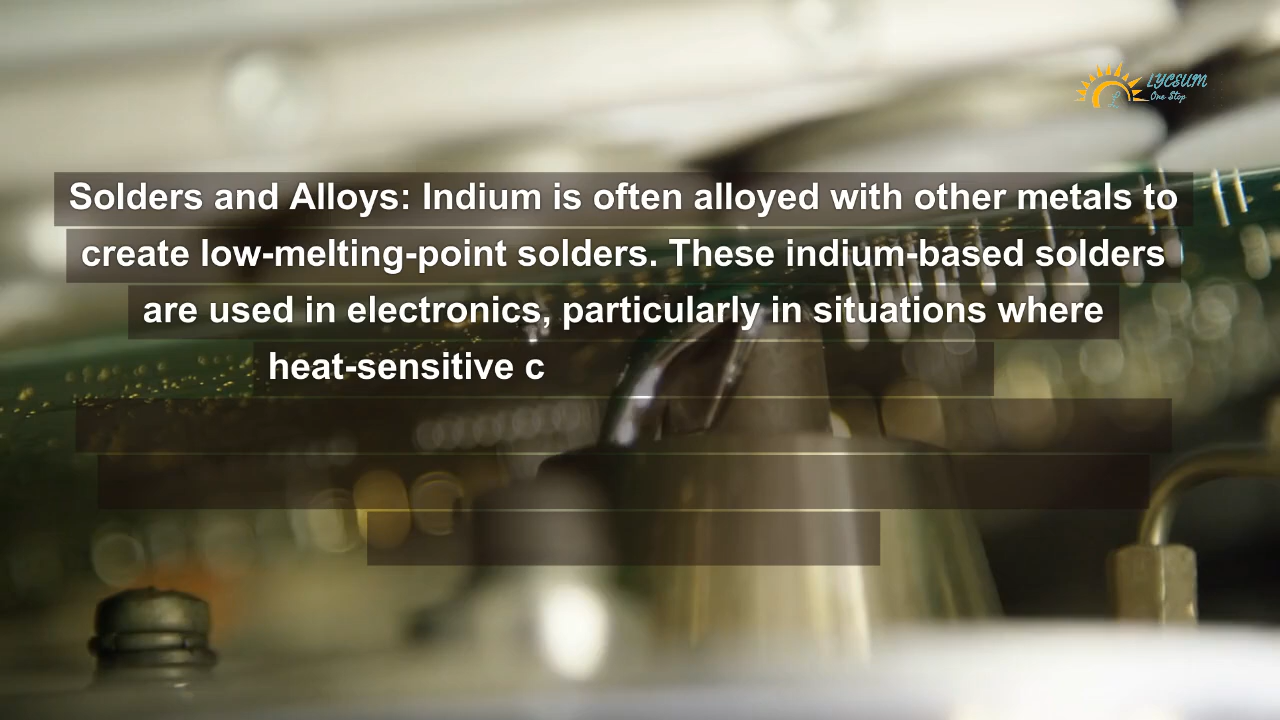 LYCSUM
One Stop
Solders and Alloys: Indium is often alloyed with other metals to
create low-melting-point solders. These indium-based solders
are used in electronics, particularly in situations where
heat-sensitive c